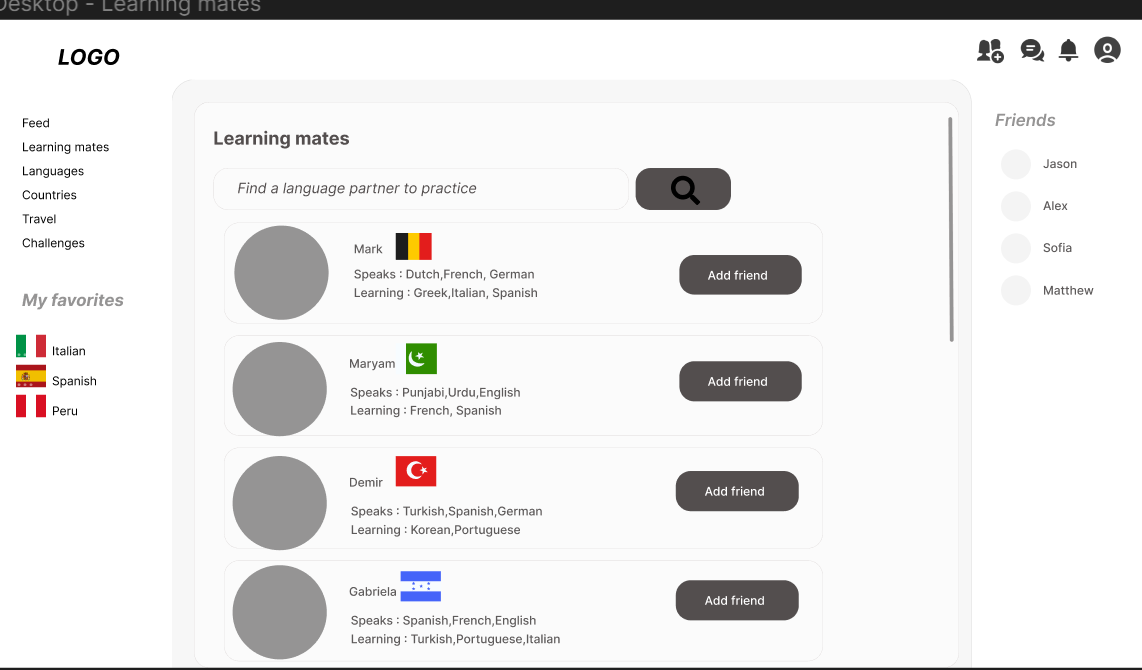 Desktop - Learning mates
LOGO
Feed
Learning mates
Languages
Countries
Travel
Challenges
My favorites
Italian
Spanish
Peru
Learning mates
Find a language partner to practice
Mark
Speaks : Dutch,French, German
Learning : Greek,Italian, Spanish
Add friend
Maryam
Speaks : Punjabi,Urdu,English
Learning : French, Spanish
Add friend
Demir
Speaks : Turkish,Spanish,German
Learning : Korean,Portuguese
Add friend
Gabriela
Speaks : Spanish,French,English
Learning : Turkish,Portuguese,Italian
Add friend
Friends
Jason
Alex
Sofia
Matthew